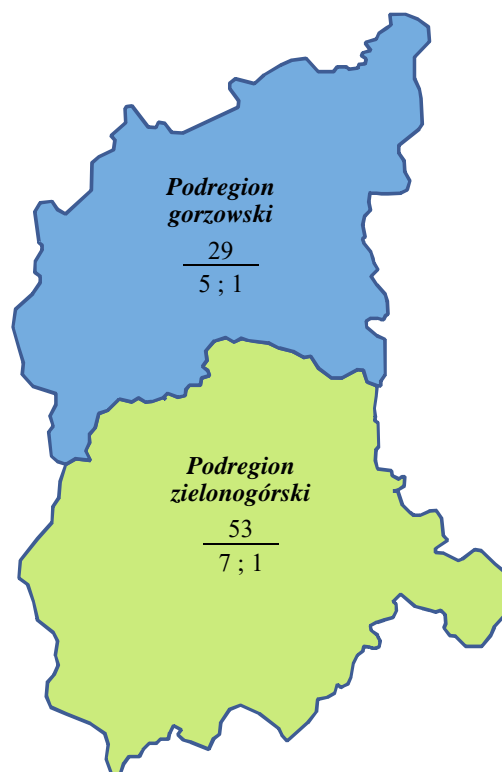 Podregion
gorzowski
29
5 ; 1
Podregion
zielonogórski
53
7 ; 1